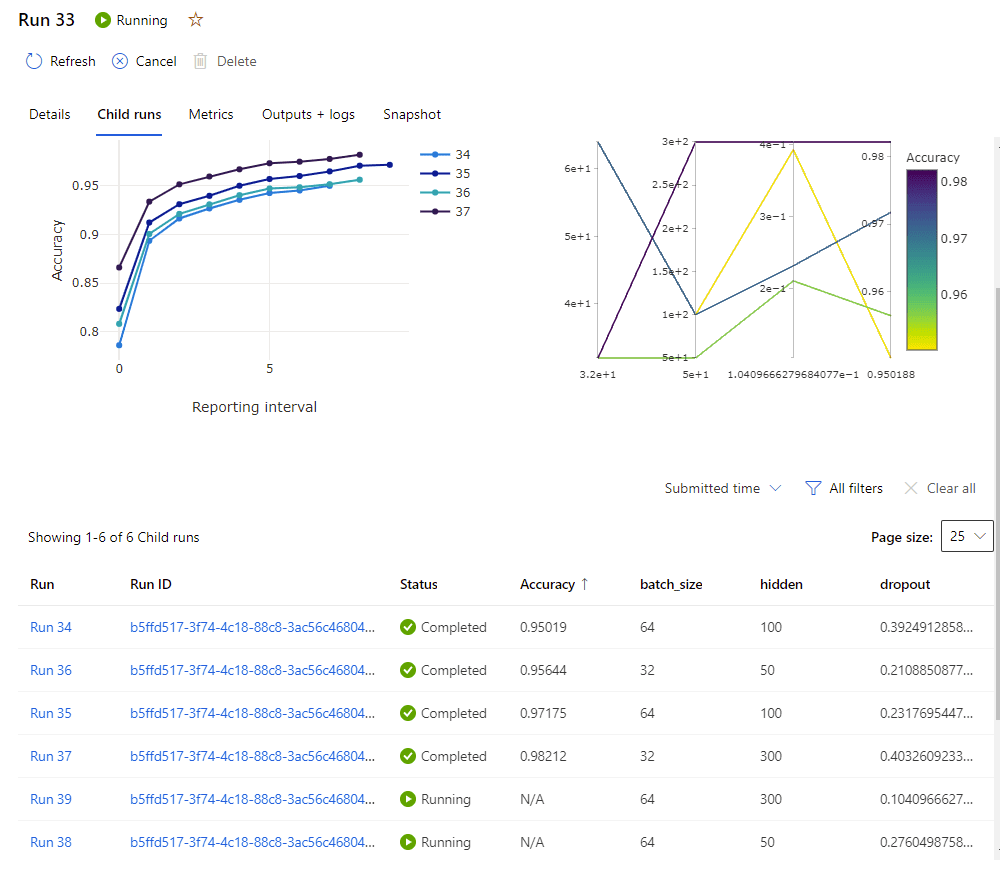 Run 33 Running
Refresh Cancel Delete
Details Child runs Metrics Outputs + logs Snapshot
0.95
0.9
0.85
0.8
Accuracy
0 5
Reporting interval
34
35
36
37
6e+1
5e+1
4e+1
3.2e+1
3e+2
2.5e+2
2e+2
1.5e+2
1e+2
5e+1
5e+1
4e-1
3e-1
2e-1
1.0409666279684077e-1
0.98
0.97
0.96
0.950188
Accuracy
0.98
0.97
0.96
Submitted time All filters Clear all
Showing 1-6 of 6 Child runs Page size: 25
Run Run ID Status Accuracy ↑ batch_size hidden dropout
Run 34 b5ffd517-3f74-4c18-88c8-3ac56c46804... Completed 0.95019 64 100 0.3924912858...
Run 36 b5ffd517-3f74-4c18-88c8-3ac56c46804... Completed 0.95644 32 50 0.2108850877...
Run 35 b5ffd517-3f74-4c18-88c8-3ac56c46804... Completed 0.97175 64 100 0.2317695447...
Run 37 b5ffd517-3f74-4c18-88c8-3ac56c46804... Completed 0.98212 32 300 0.4032609233...
Run 39 b5ffd517-3f74-4c18-88c8-3ac56c46804... Running N/A 64 300 0.1040966627...
Run 38 b5ffd517-3f74-4c18-88c8-3ac56c46804... Running N/A 64 50 0.2760498758...